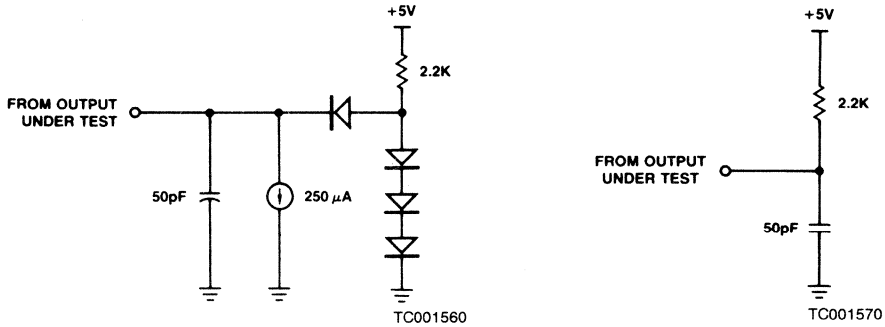 +5V
2.2K
FROM OUTPUT
UNDER TEST
50pF
250 μA
TC001560
+5V
2.2K
FROM OUTPUT
UNDER TEST
50pF
TC001570